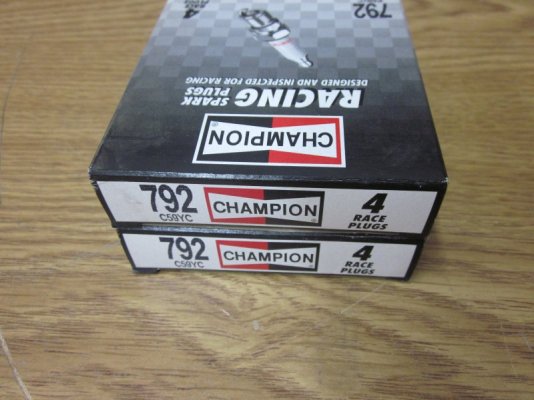 792
4
RACING
SPARK
PLUGS
DESIGNED AND INSPECTED FOR RACING
CHAMPION
792
C59YC
CHAMPION
4
RACE
PLUGS
792
C59YC
CHAMPION
4
RACE
PLUGS